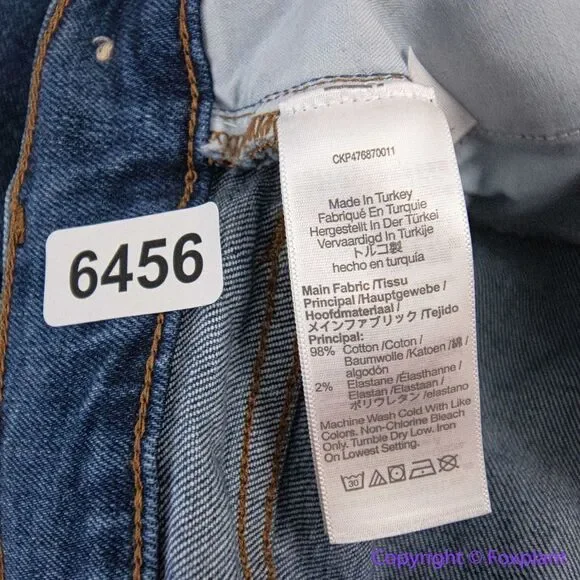 6456
CKP476870011
Made In Turkey
Fabriqué En Turquie
Hergestellt In Der Türkei
Vervaardigd In Turkije
トルコ製
hecho en turquía
Main Fabric /Tissu
Principal /Hauptgewebe /
Hoofdmateriaal /
メインファブリック /Tejido
Principal:
98% Cotton /Coton /
Baumwolle /Katoen /綿 /
algodón
2% Elastane /Élasthanne /
Elastan /Elastaan /
ポリウレタン /elastano
Machine Wash Cold With Like
Colors. Non-Chlorine Bleach
Only. Tumble Dry Low. Iron
On Lowest Setting.
30
Copyright © Foxplant